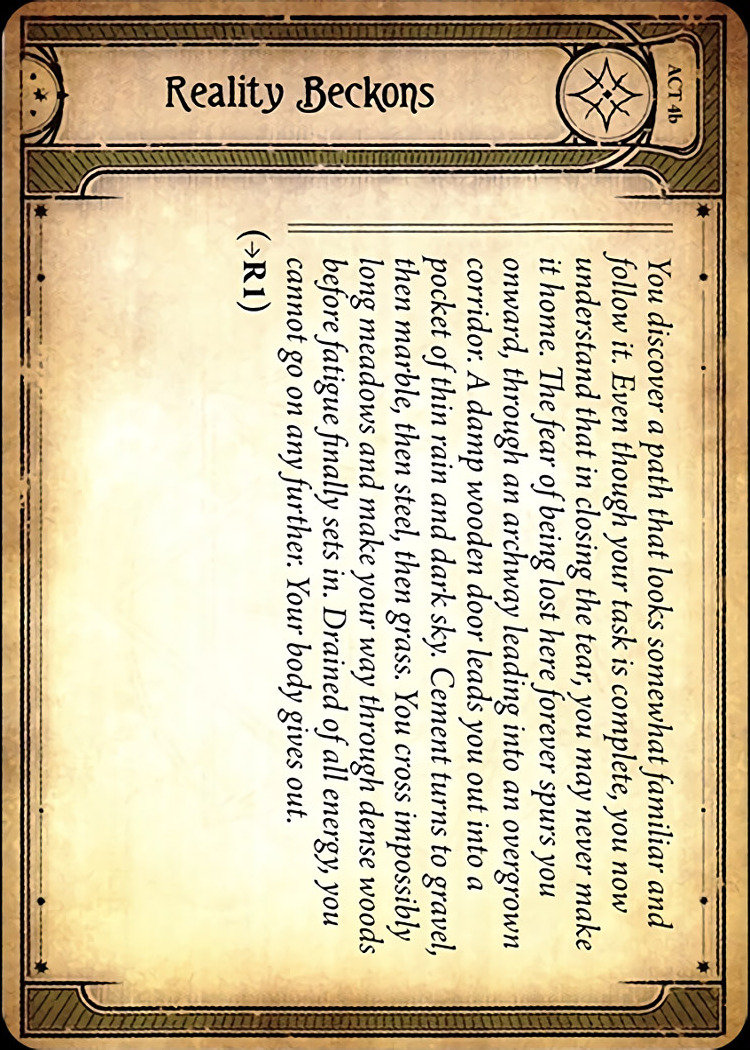 ACT 4b
Reality Beckons
You discover a path that looks somewhat familiar and
follow it. Even though your task is complete, you now
understand that in closing the tear, you may never make
it home. The fear of being lost here forever spurs you
onward, through an archway leading into an overgrown
corridor. A damp wooden door leads you out into a
pocket of thin rain and dark sky. Cement turns to gravel,
then marble, then steel, then grass. You cross impossibly
long meadows and make your way through dense woods
before fatigue finally sets in. Drained of all energy, you
cannot go on any further. Your body gives out.
(→R1)